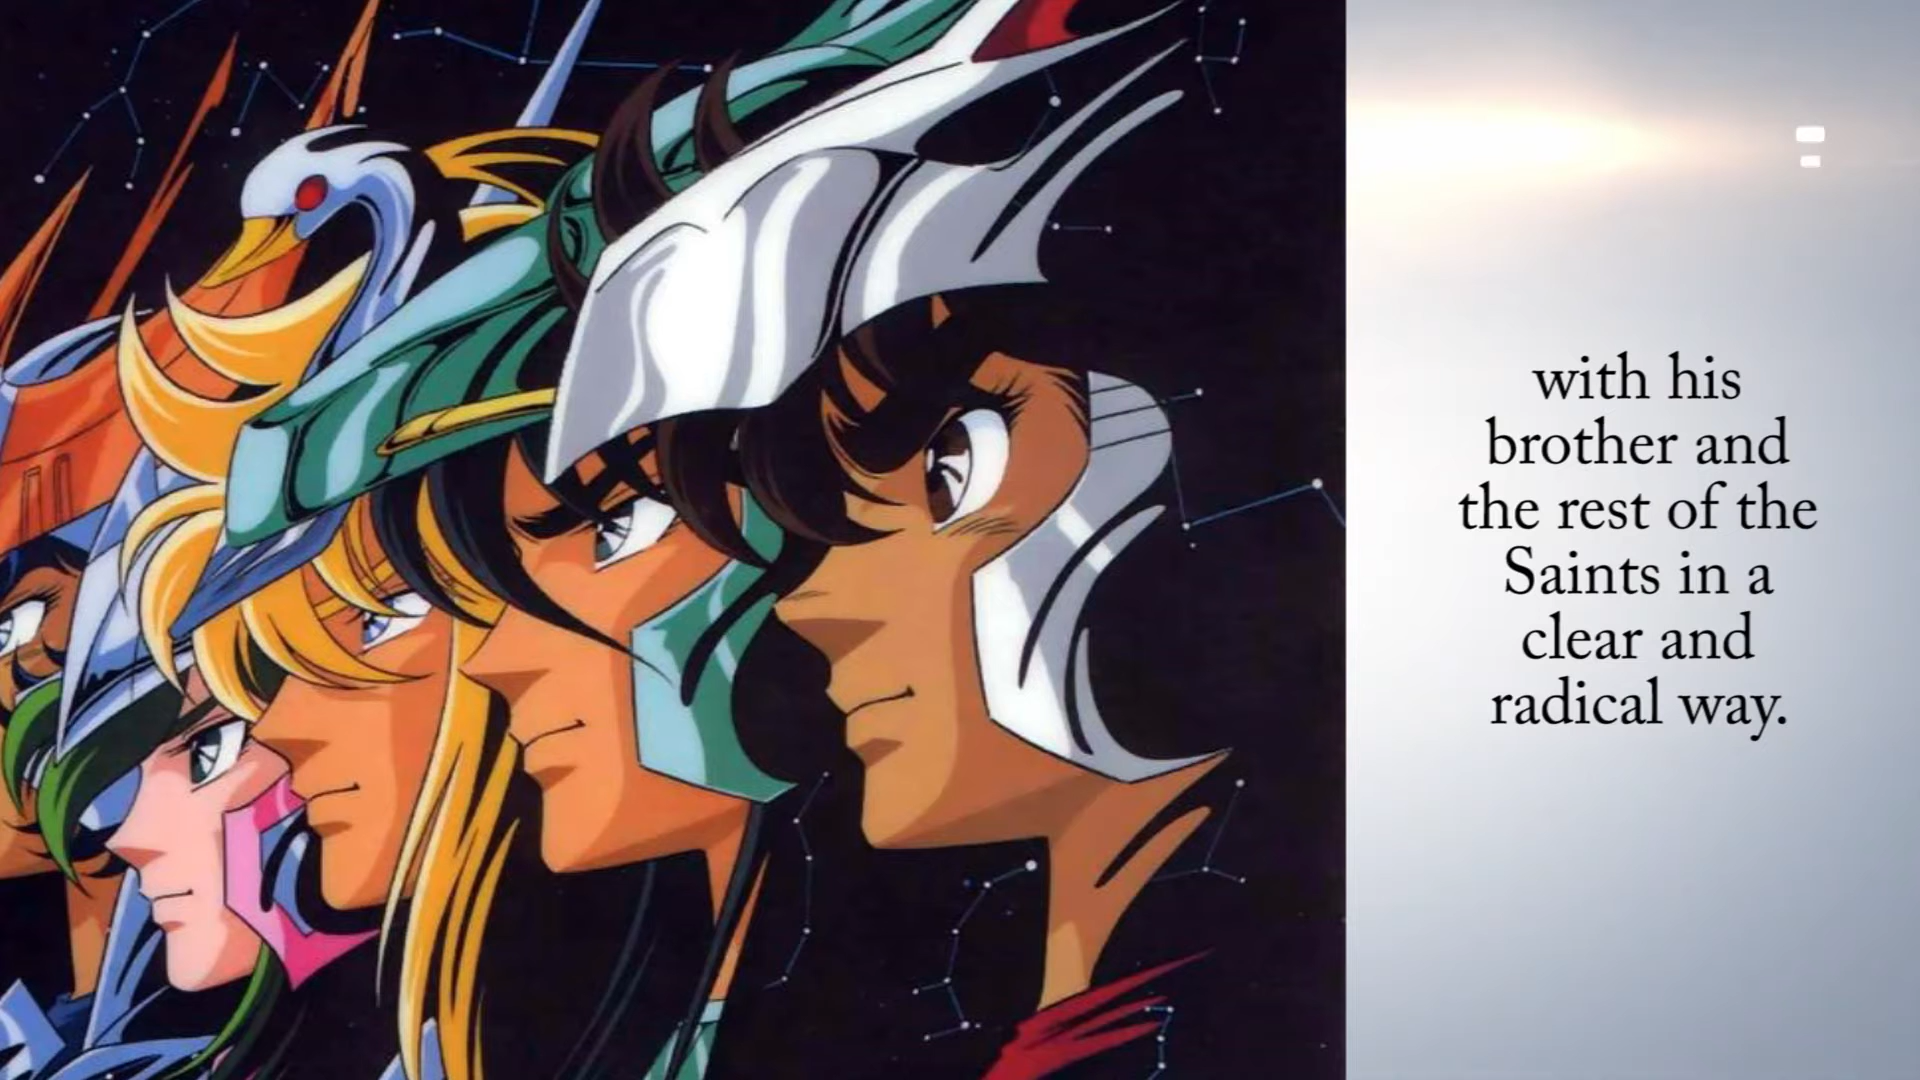 with his
brother and
the rest of the
Saints in a
clear and
radical way.